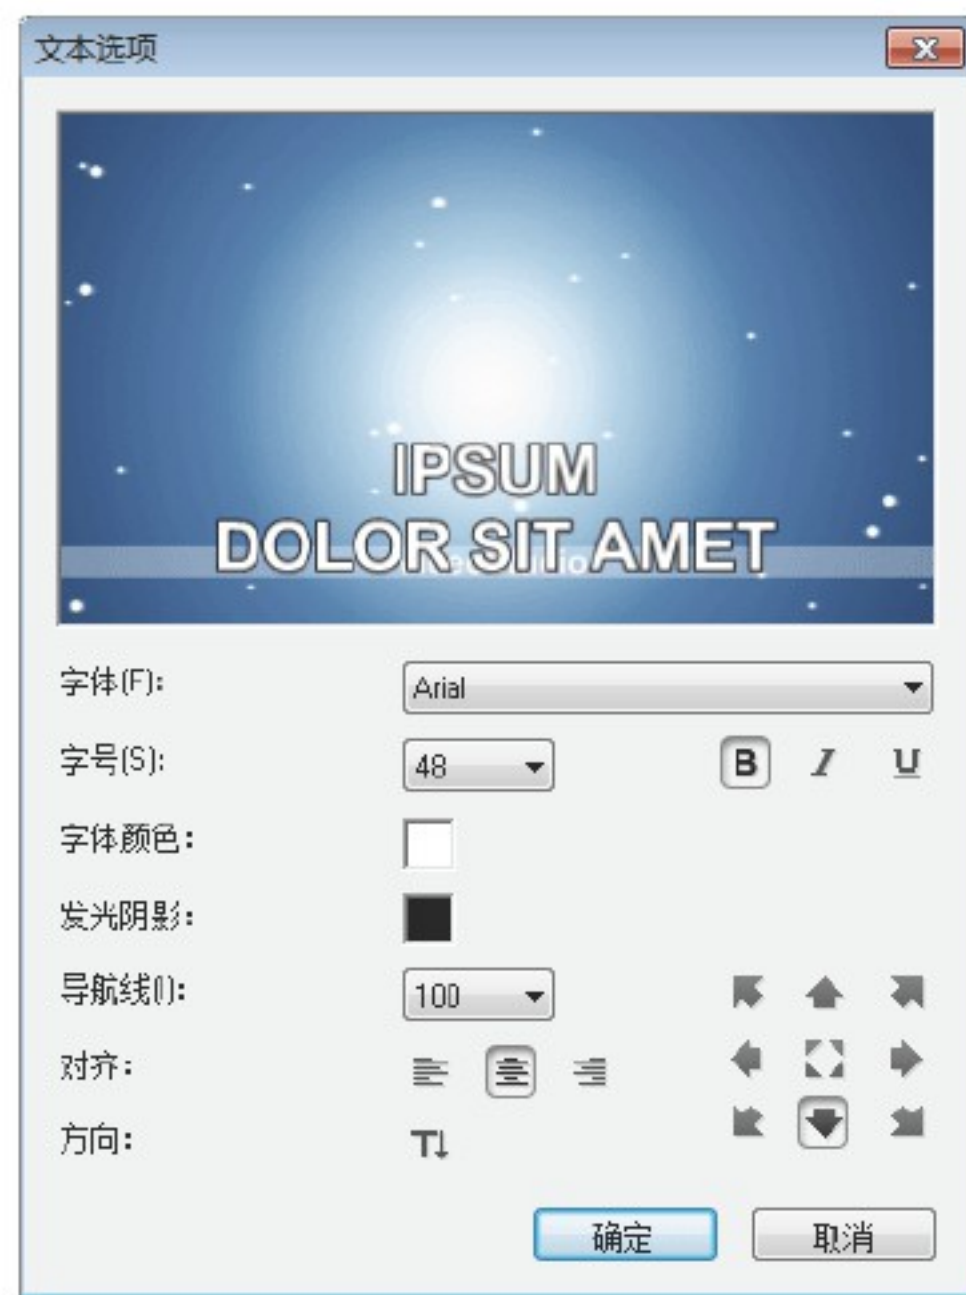 文本选项
IPSUM
DOLOR SIT AMET
字体(F):
Arial
字号(S):
48
B I U
字体颜色：
发光阴影：
导航线(I):
100
对齐：
方向：
T
确定
取消